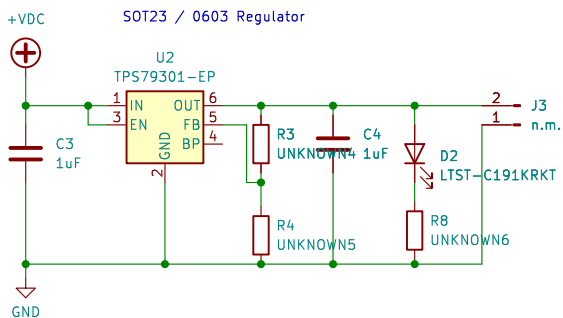 SOT23 / 0603 Regulator
+VDC
U2
TPS79301-EP
1 IN OUT 6
3 EN FB 5
BP 4
GND
2
C3
1uF
R3
UNKNOWN4
C4
1uF
2
1
J3
n.m.
D2
LTST-C191KRKT
R4
UNKNOWN5
R8
UNKNOWN6
GND